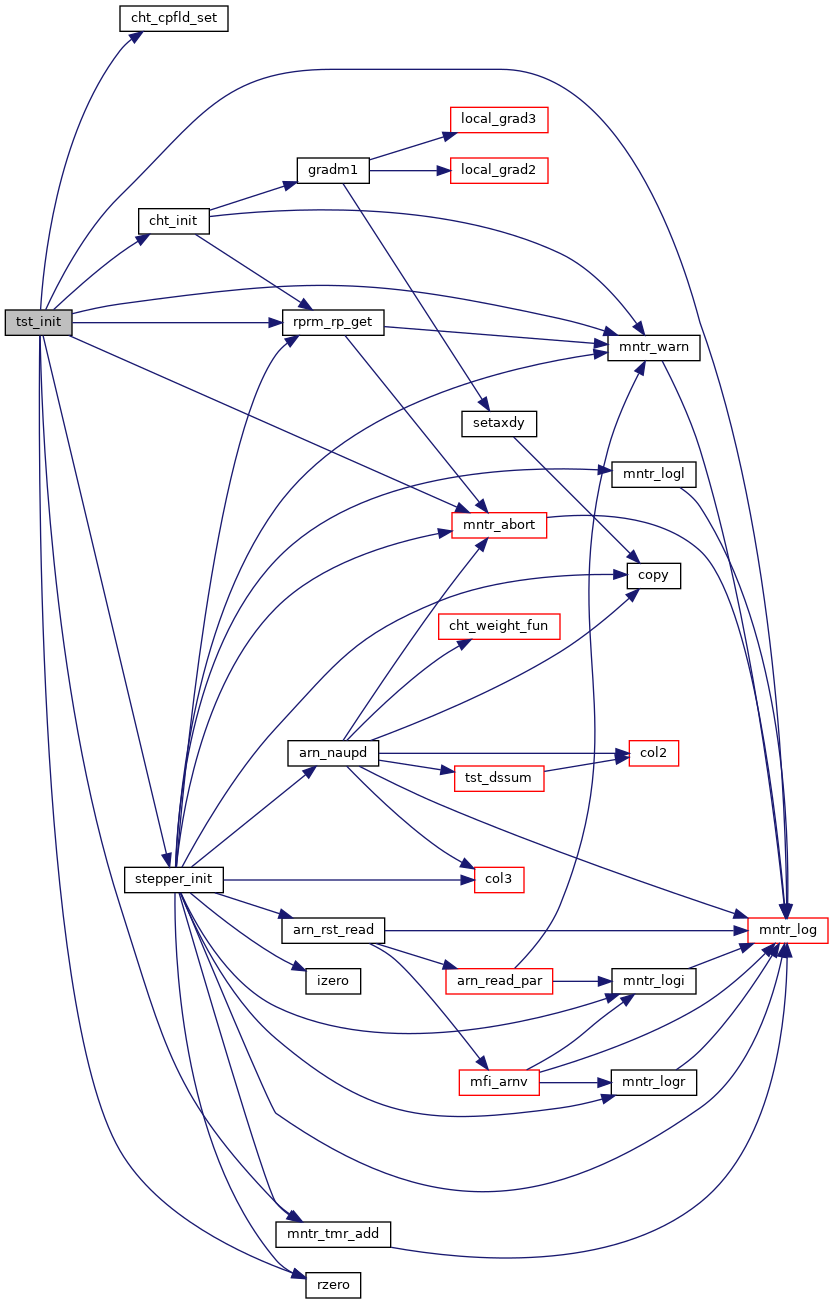 cht_cpfld_set
local_grad3
gradm1
local_grad2
cht_init
tst_init
rprm_rp_get
mntr_warn
setaxdy
mntr_logl
mntr_abort
copy
cht_weight_fun
arn_naupd
col2
tst_dssum
stepper_init
col3
arn_rst_read
mntr_log
izero
arn_read_par
mntr_logi
mfi_arnv
mntr_logr
mntr_tmr_add
rzero